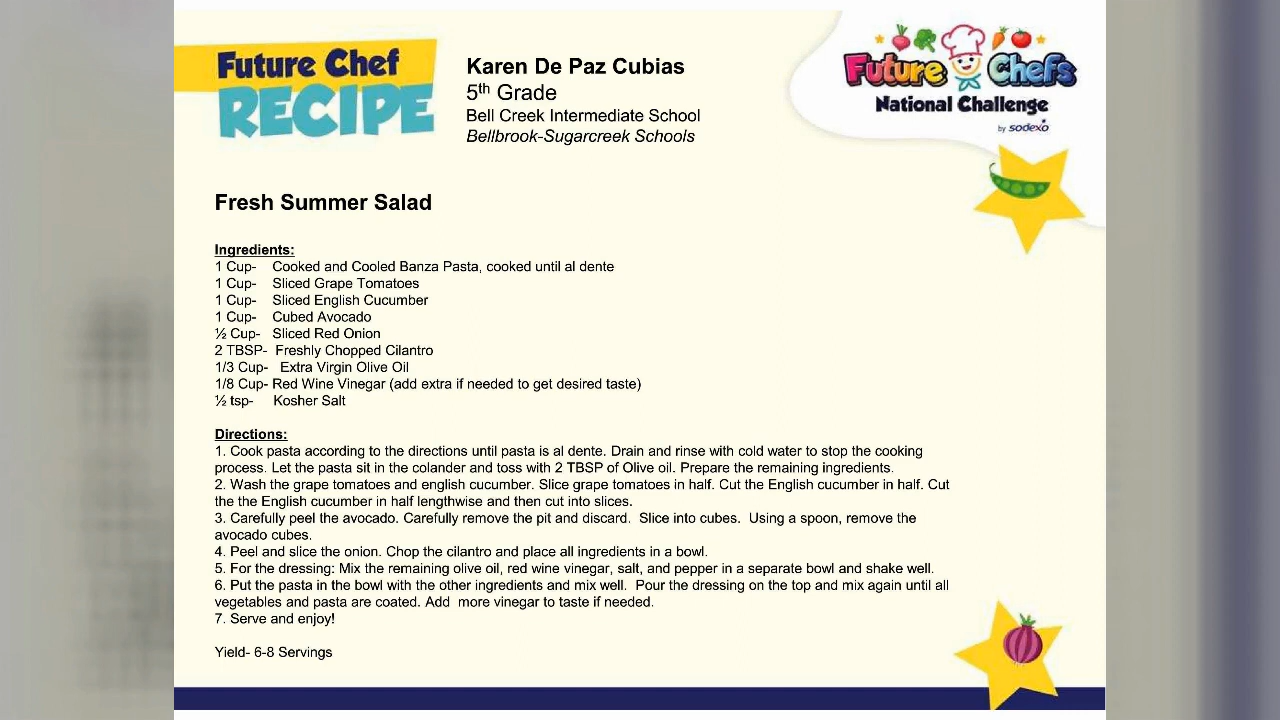 Future Chef
RECIPE
Karen De Paz Cubias
5th Grade
Bell Creek Intermediate School
Bellbrook-Sugarcreek Schools
Future Chefs
National Challenge
by sodexo
Fresh Summer Salad
Ingredients:
1 Cup- Cooked and Cooled Banza Pasta, cooked until al dente
1 Cup- Sliced Grape Tomatoes
1 Cup- Sliced English Cucumber
1 Cup- Cubed Avocado
½ Cup- Sliced Red Onion
2 TBSP- Freshly Chopped Cilantro
1/3 Cup- Extra Virgin Olive Oil
1/8 Cup- Red Wine Vinegar (add extra if needed to get desired taste)
½ tsp- Kosher Salt
Directions:
1. Cook pasta according to the directions until pasta is al dente. Drain and rinse with cold water to stop the cooking
process. Let the pasta sit in the colander and toss with 2 TBSP of Olive oil. Prepare the remaining ingredients.
2. Wash the grape tomatoes and english cucumber. Slice grape tomatoes in half. Cut the English cucumber in half. Cut
the the English cucumber in half lengthwise and then cut into slices.
3. Carefully peel the avocado. Carefully remove the pit and discard. Slice into cubes. Using a spoon, remove the
avocado cubes.
4. Peel and slice the onion. Chop the cilantro and place all ingredients in a bowl.
5. For the dressing: Mix the remaining olive oil, red wine vinegar, salt, and pepper in a separate bowl and shake well.
6. Put the pasta in the bowl with the other ingredients and mix well. Pour the dressing on the top and mix again until all
vegetables and pasta are coated. Add more vinegar to taste if needed.
7. Serve and enjoy!
Yield- 6-8 Servings